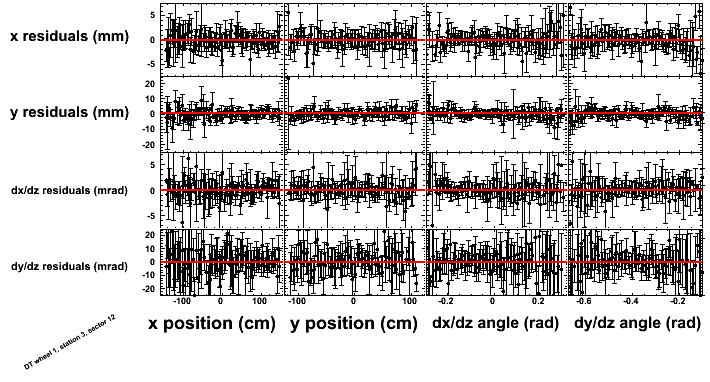 x residuals (mm)
5
0
-5
y residuals (mm)
20
10
0
-10
-20
dx/dz residuals (mrad)
5
0
-5
dy/dz residuals (mrad)
20
10
0
-10
-20
-100 0 100 -100 0 100 -0.2 0 0.2 -0.6 -0.4 -0.2
x position (cm) y position (cm) dx/dz angle (rad) dy/dz angle (rad)
DT wheel 1, station 3, sector 12